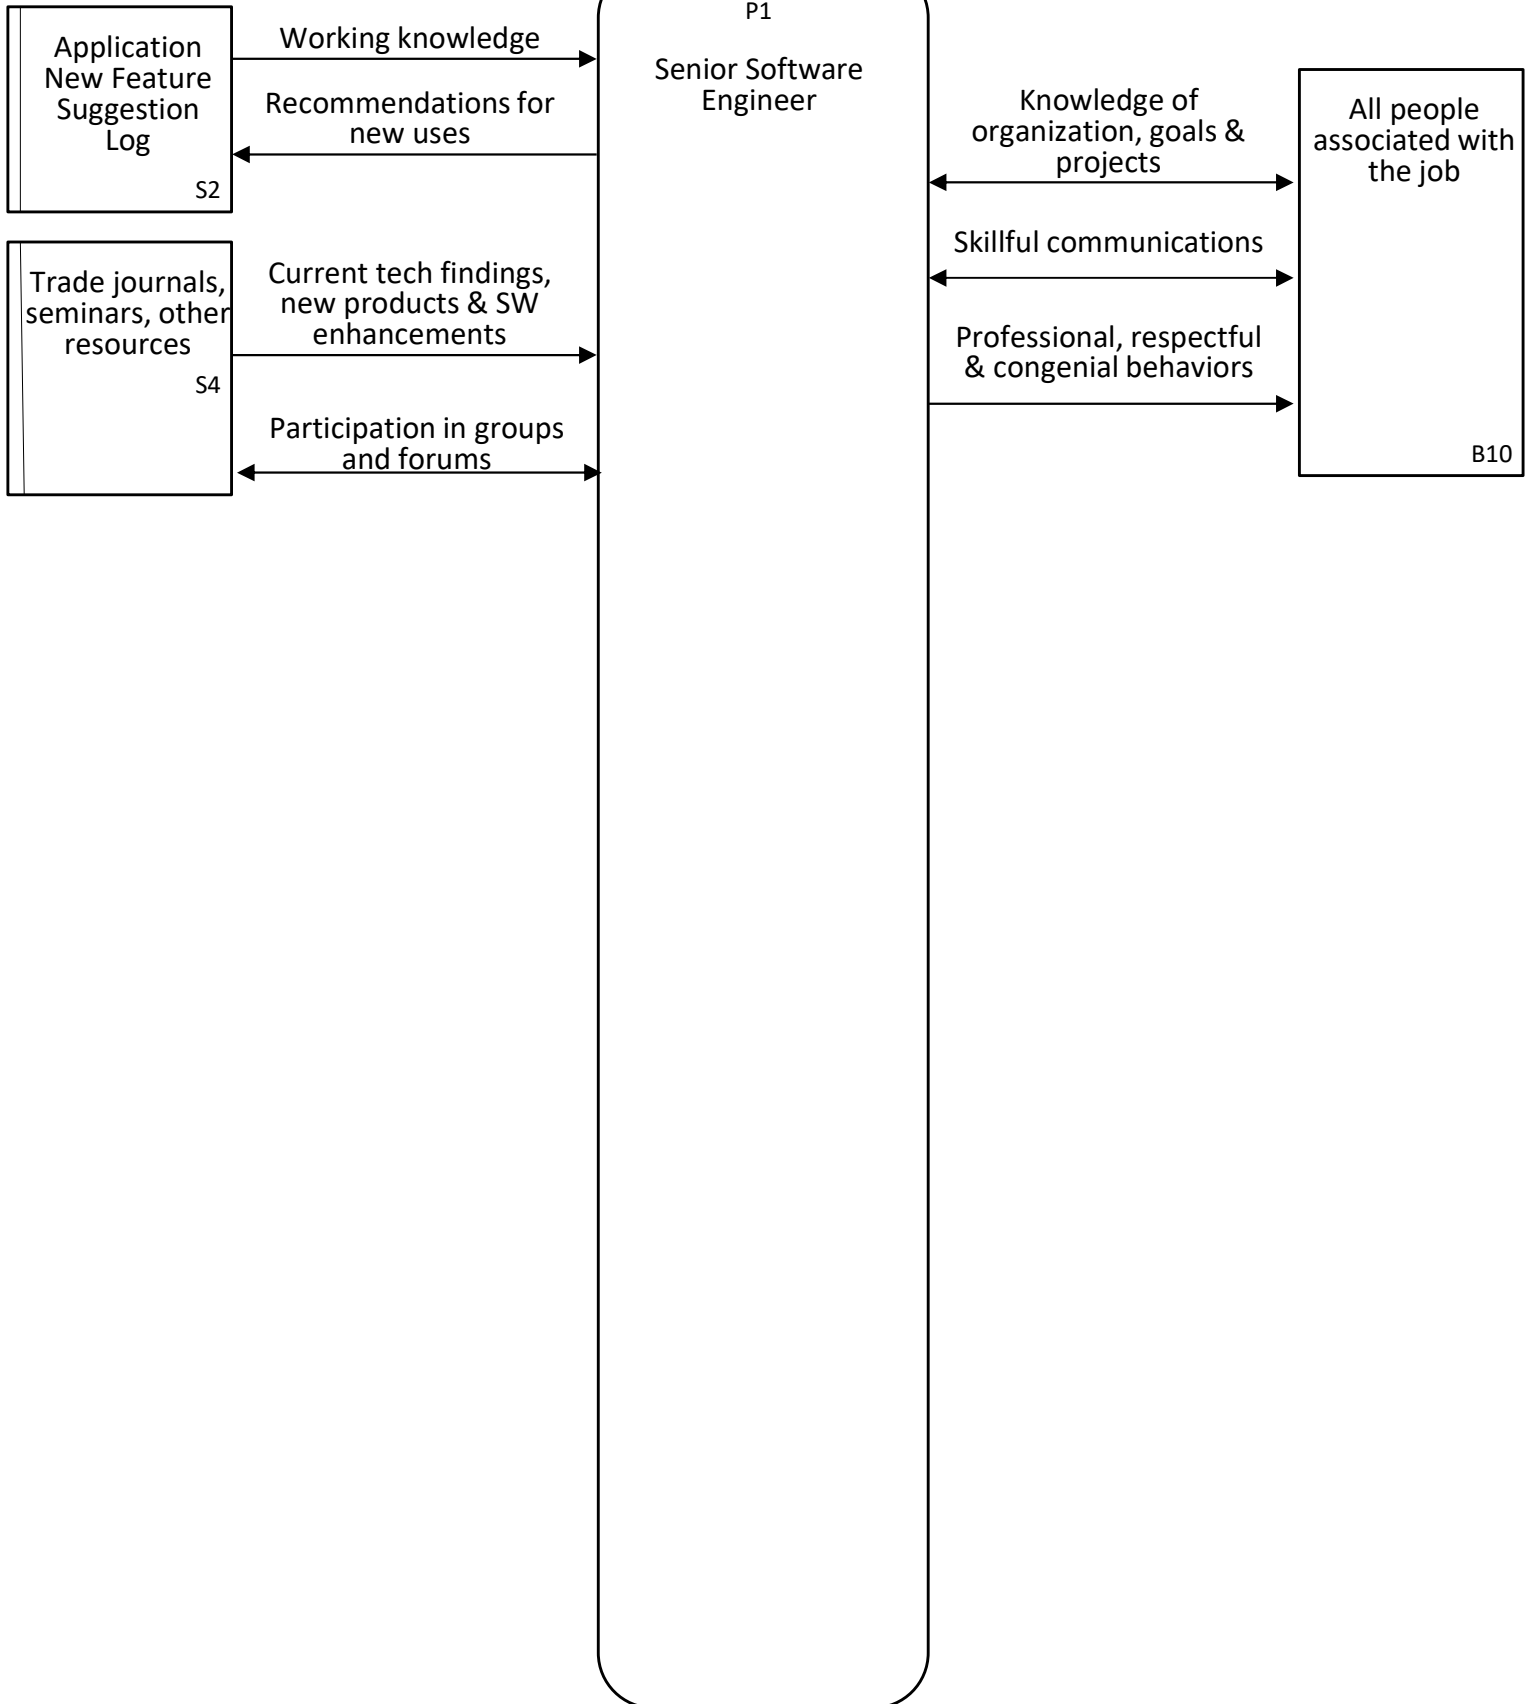 P1
Senior Software
Engineer
Application
New Feature
Suggestion
Log
S2
Working knowledge
Recommendations for
new uses
Trade journals,
seminars, other
resources
S4
Current tech findings,
new products & SW
enhancements
Participation in groups
and forums
Knowledge of
organization, goals &
projects
Skillful communications
Professional, respectful
& congenial behaviors
All people
associated with
the job
B10